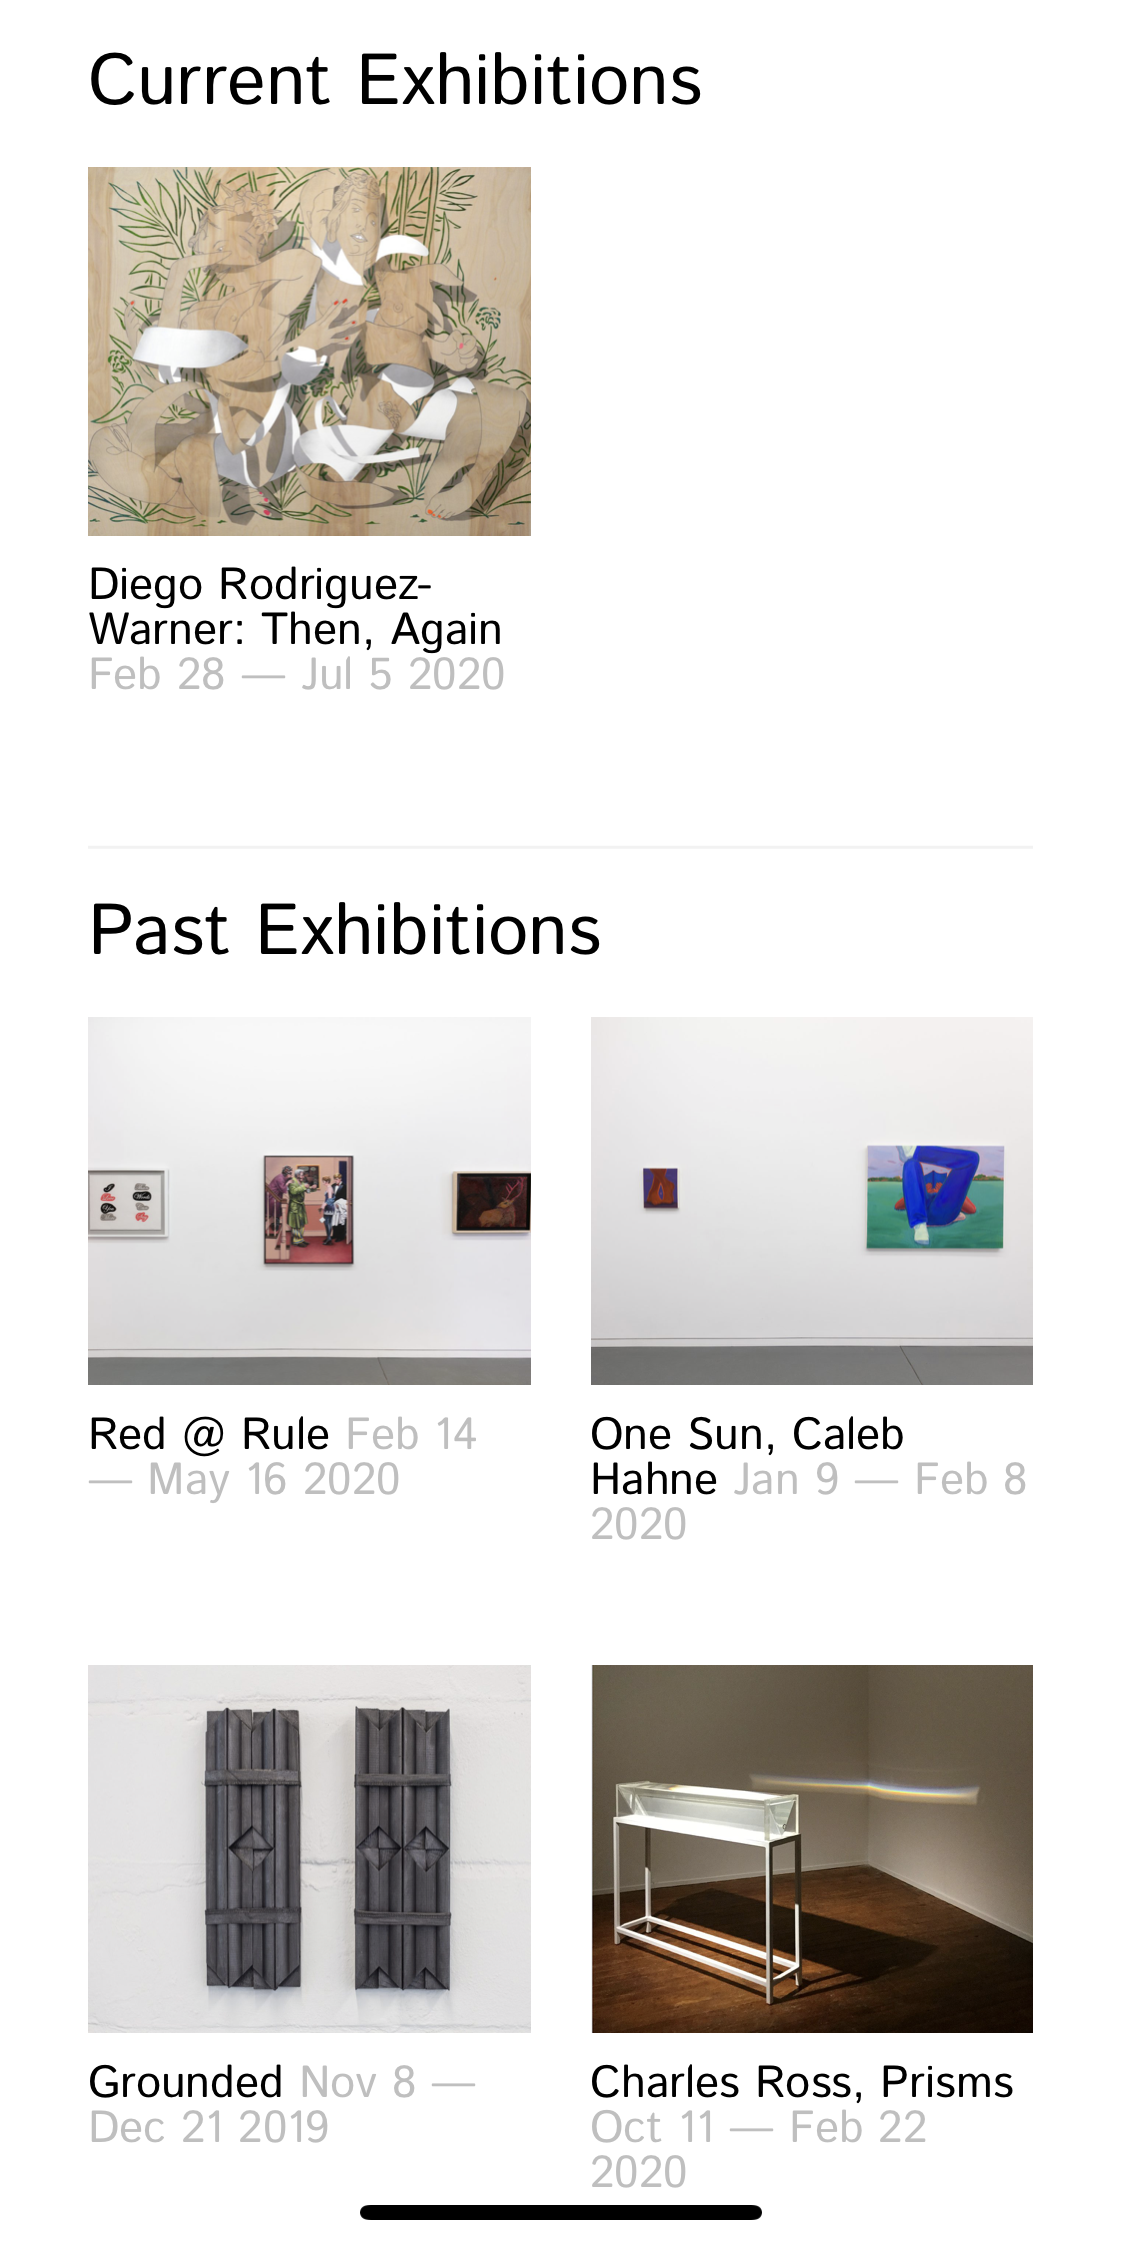 Current Exhibitions
Diego Rodriguez-
Warner: Then, Again
Feb 28 — Jul 5 2020
Past Exhibitions
Red @ Rule Feb 14
— May 16 2020
One Sun, Caleb
Hahne Jan 9 — Feb 8
2020
Grounded Nov 8 —
Dec 21 2019
Charles Ross, Prisms
Oct 11 — Feb 22
2020